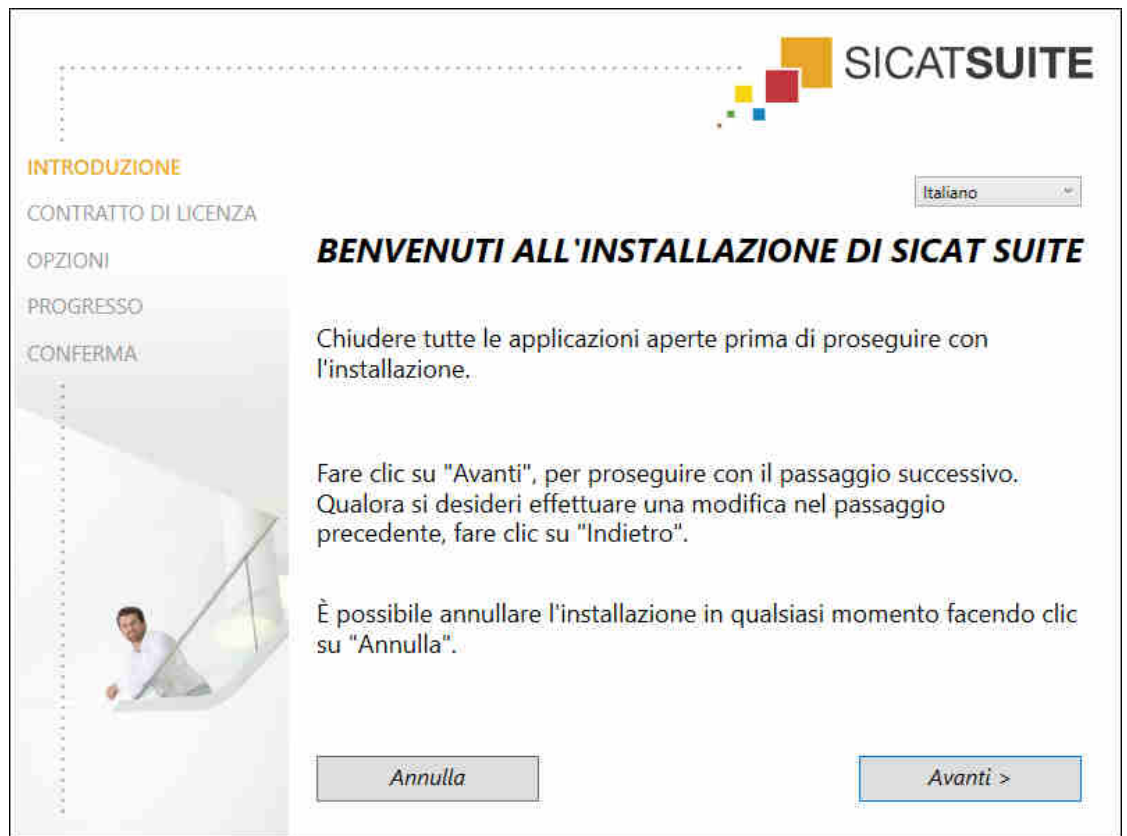 SICATSUITE
INTRODUZIONE
CONTRATTO DI LICENZA
OPZIONI
PROGRESSO
CONFERMA
Italiano
BENVENUTI ALL'INSTALLAZIONE DI SICAT SUITE
Chiudere tutte le applicazioni aperte prima di proseguire con
l'installazione.
Fare clic su "Avanti", per proseguire con il passaggio successivo.
Qualora si desideri effettuare una modifica nel passaggio
precedente, fare clic su "Indietro".
È possibile annullare l'installazione in qualsiasi momento facendo clic
su "Annulla".
Annulla
Avanti >